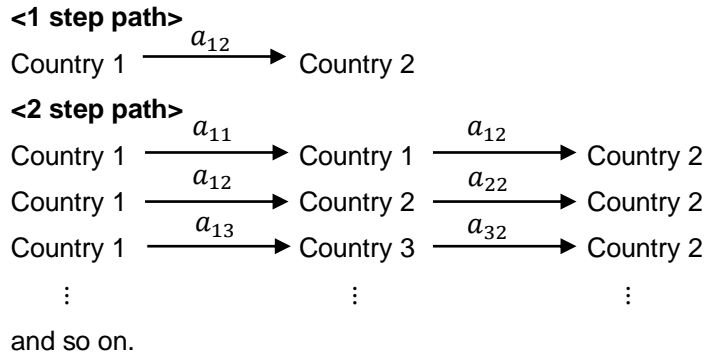 <1 step path>
a₁₂
Country 1 Country 2
<2 step path>
a₁₁ a₁₂
Country 1 Country 1 Country 2
a₁₂ a₂₂
Country 1 Country 2 Country 2
a₁₃ a₃₂
Country 1 Country 3 Country 2
⋮ ⋮ ⋮
and so on.